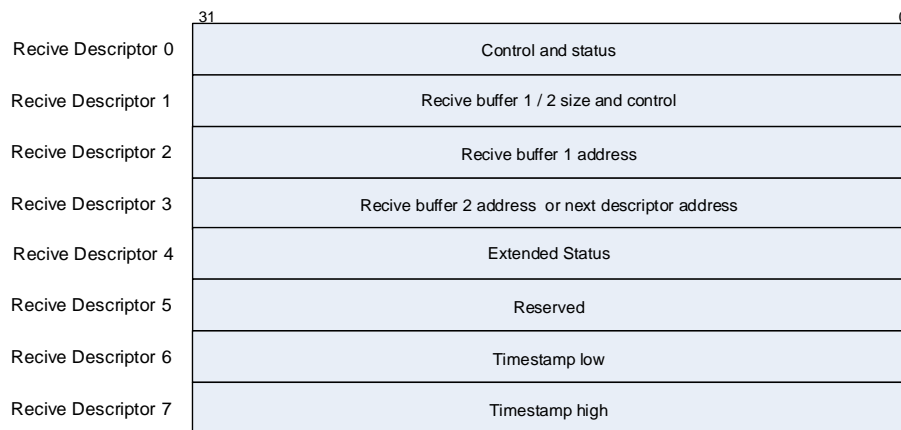 31
Recive Descriptor 0 Control and status
Recive Descriptor 1 Recive buffer 1 / 2 size and control
Recive Descriptor 2 Recive buffer 1 address
Recive Descriptor 3 Recive buffer 2 address or next descriptor address
Recive Descriptor 4 Extended Status
Recive Descriptor 5 Reserved
Recive Descriptor 6 Timestamp low
Recive Descriptor 7 Timestamp high